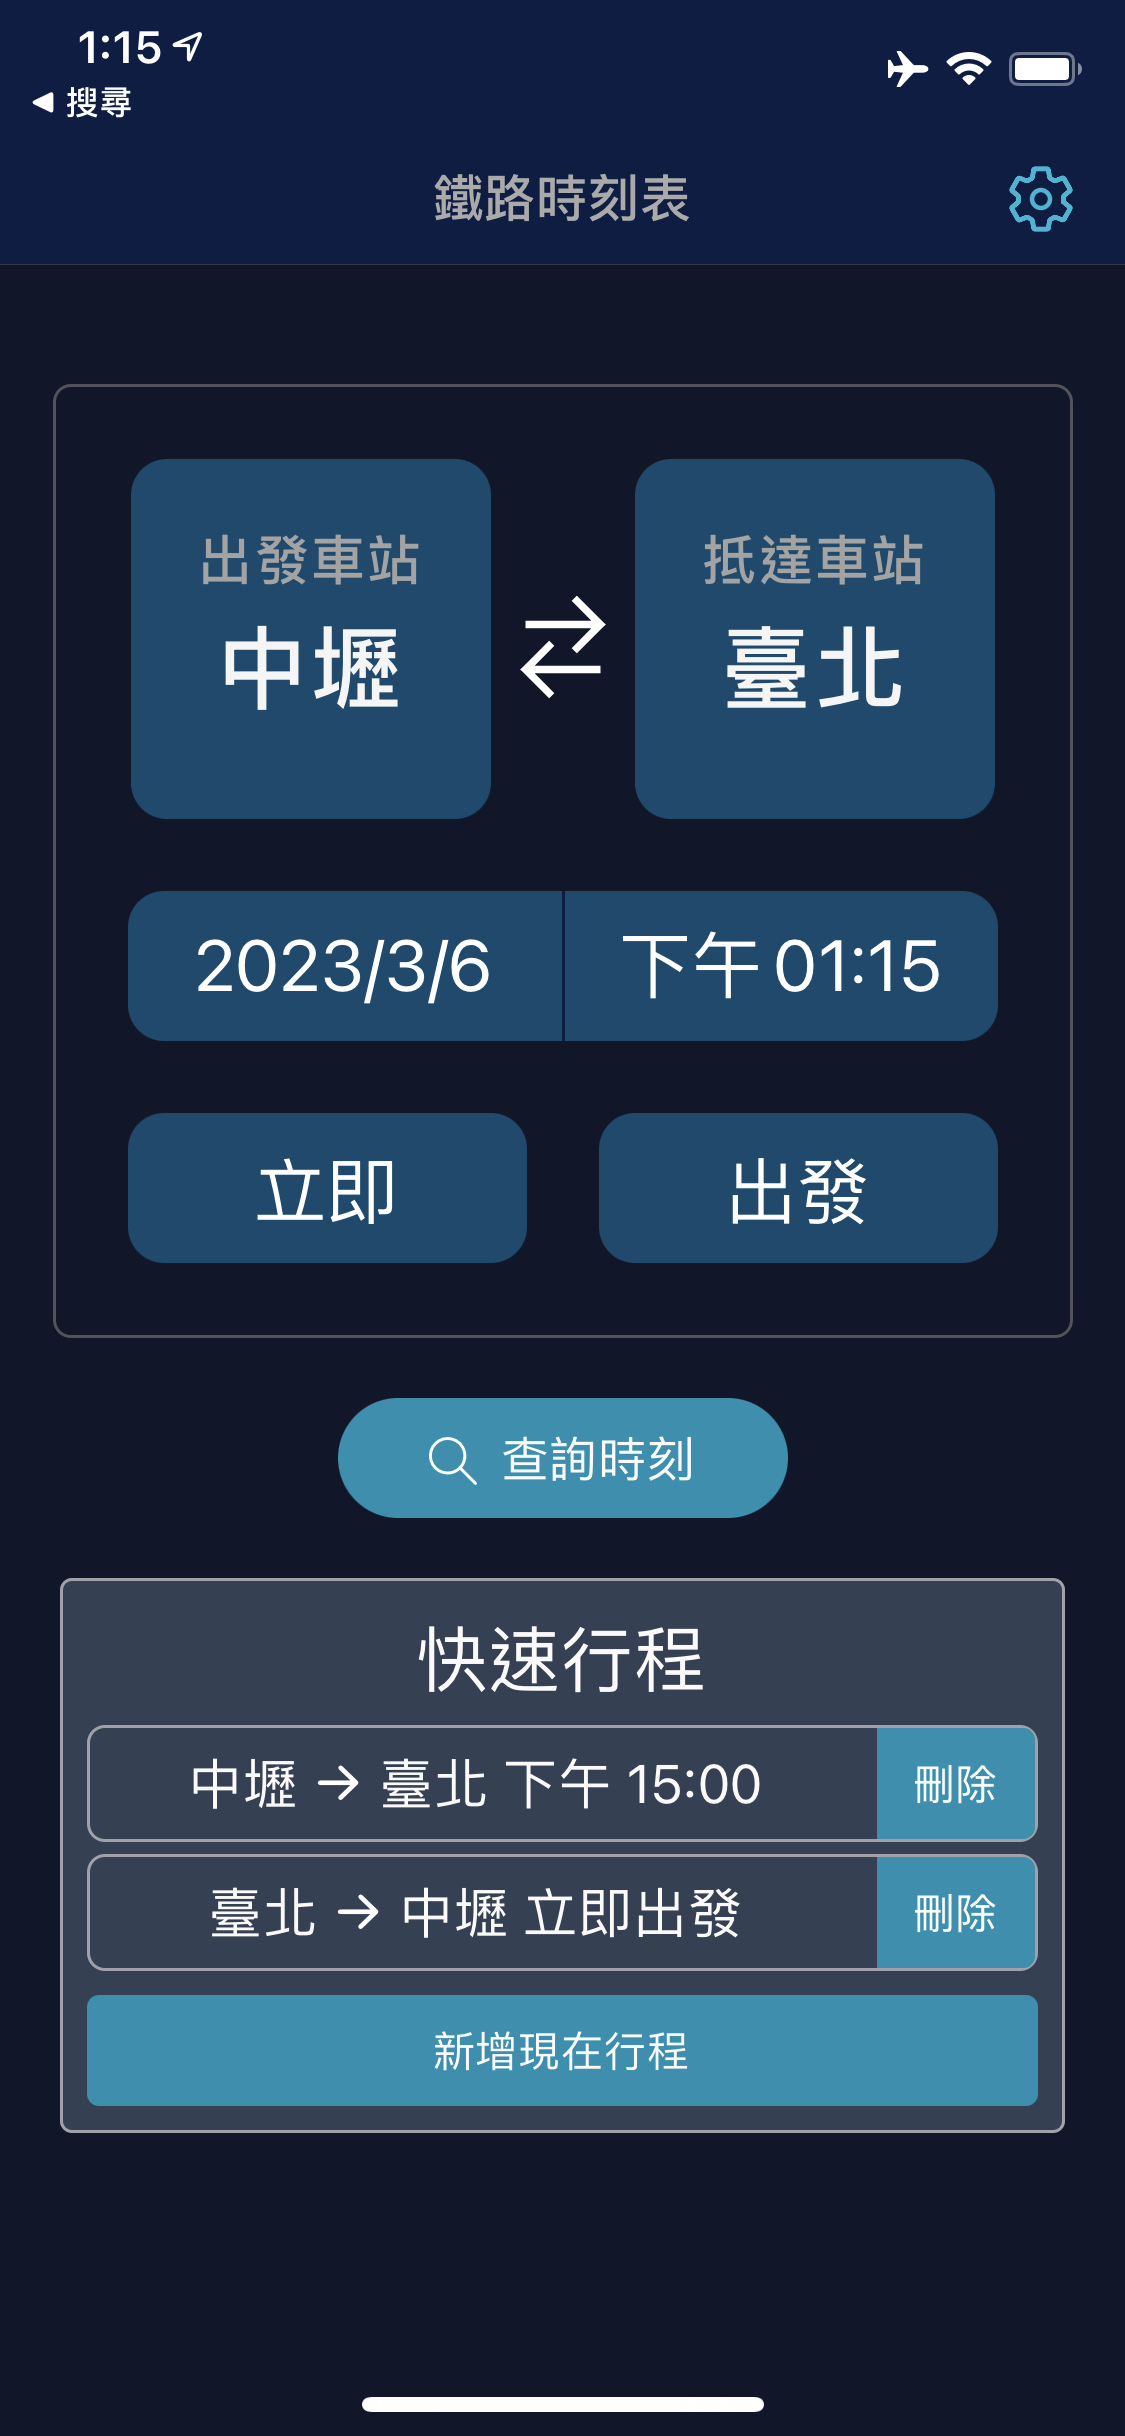 1:15
搜尋
鐵路時刻表
出發車站
中壢
抵達車站
臺北
2023/3/6
下午 01:15
立即
出發
查詢時刻
快速行程
中壢 → 臺北 下午 15:00
刪除
臺北 → 中壢 立即出發
刪除
新增現在行程